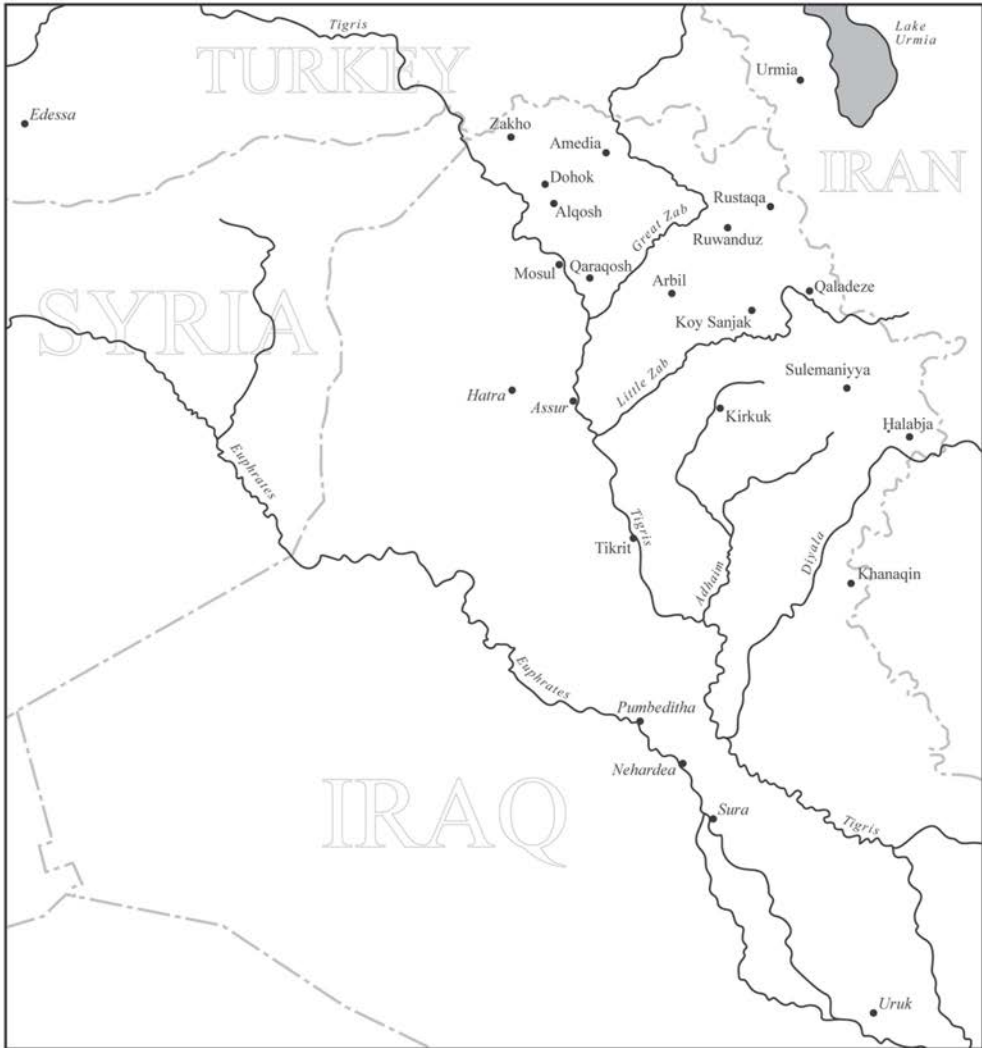 Tigris
Lake
Urmia
TURKEY
Urmia
Edessa
Zakho
Amedia
IRAN
Dohok
Alqosh
Rustaqa
Great Zab
Ruwanduz
Mosul
Qaraqosh
Arbil
Qaladeze
SYRIA
Koy Sanjak
Little Zab
Sulemaniyya
Hatra
Assur
Kirkuk
Ḥalabja
Euphrates
Tigris
Tikrit
Adhaim
Diyala
Khanaqin
Euphrates
Pumbeditha
Nehardea
IRAQ
Sura
Tigris
Uruk